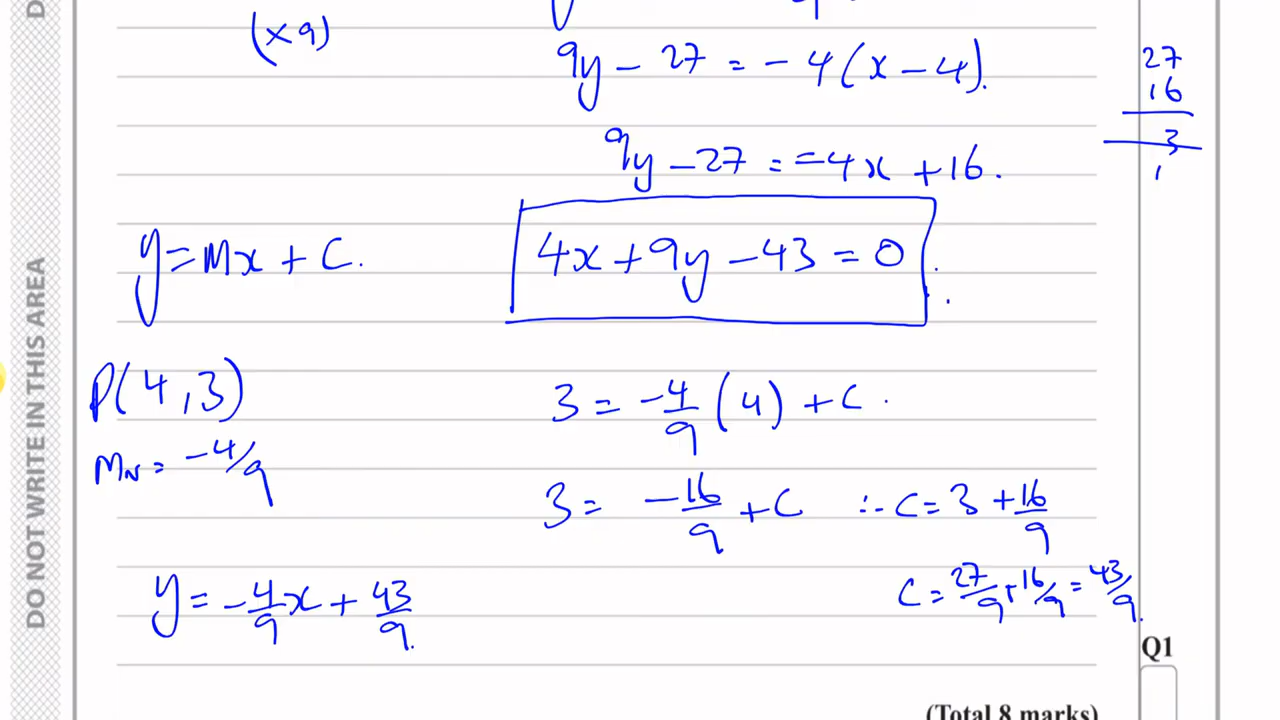 (x9)
9y - 27 = -4(x - 4).
27
16
3
1
9y - 27 = -4x + 16.
y = mx + c.
4x + 9y - 43 = 0
P(4, 3)
3 = -4/9 (4) + c.
mN = -4/9
3 = -16/9 + c ∴ c = 3 + 16/9
c = 27/9 + 16/9 = 43/9.
y = -4/9 x + 43/9.
DO NOT WRITE IN THIS AREA
Q1
(Total 8 marks)